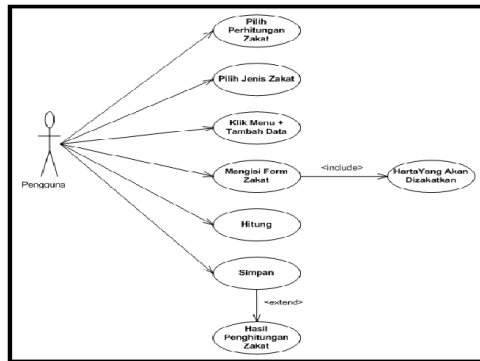 Pilih
Perhitungan
Zakat
Pilih Jenis Zakat
Klik Menu +
Tambah Data
Pengguna
Mengisi Form
Zakat
<include>
HartaYang Akan
Dizakatkan
Hitung
Simpan
<extend>
Hasil
Penghitungan
Zakat